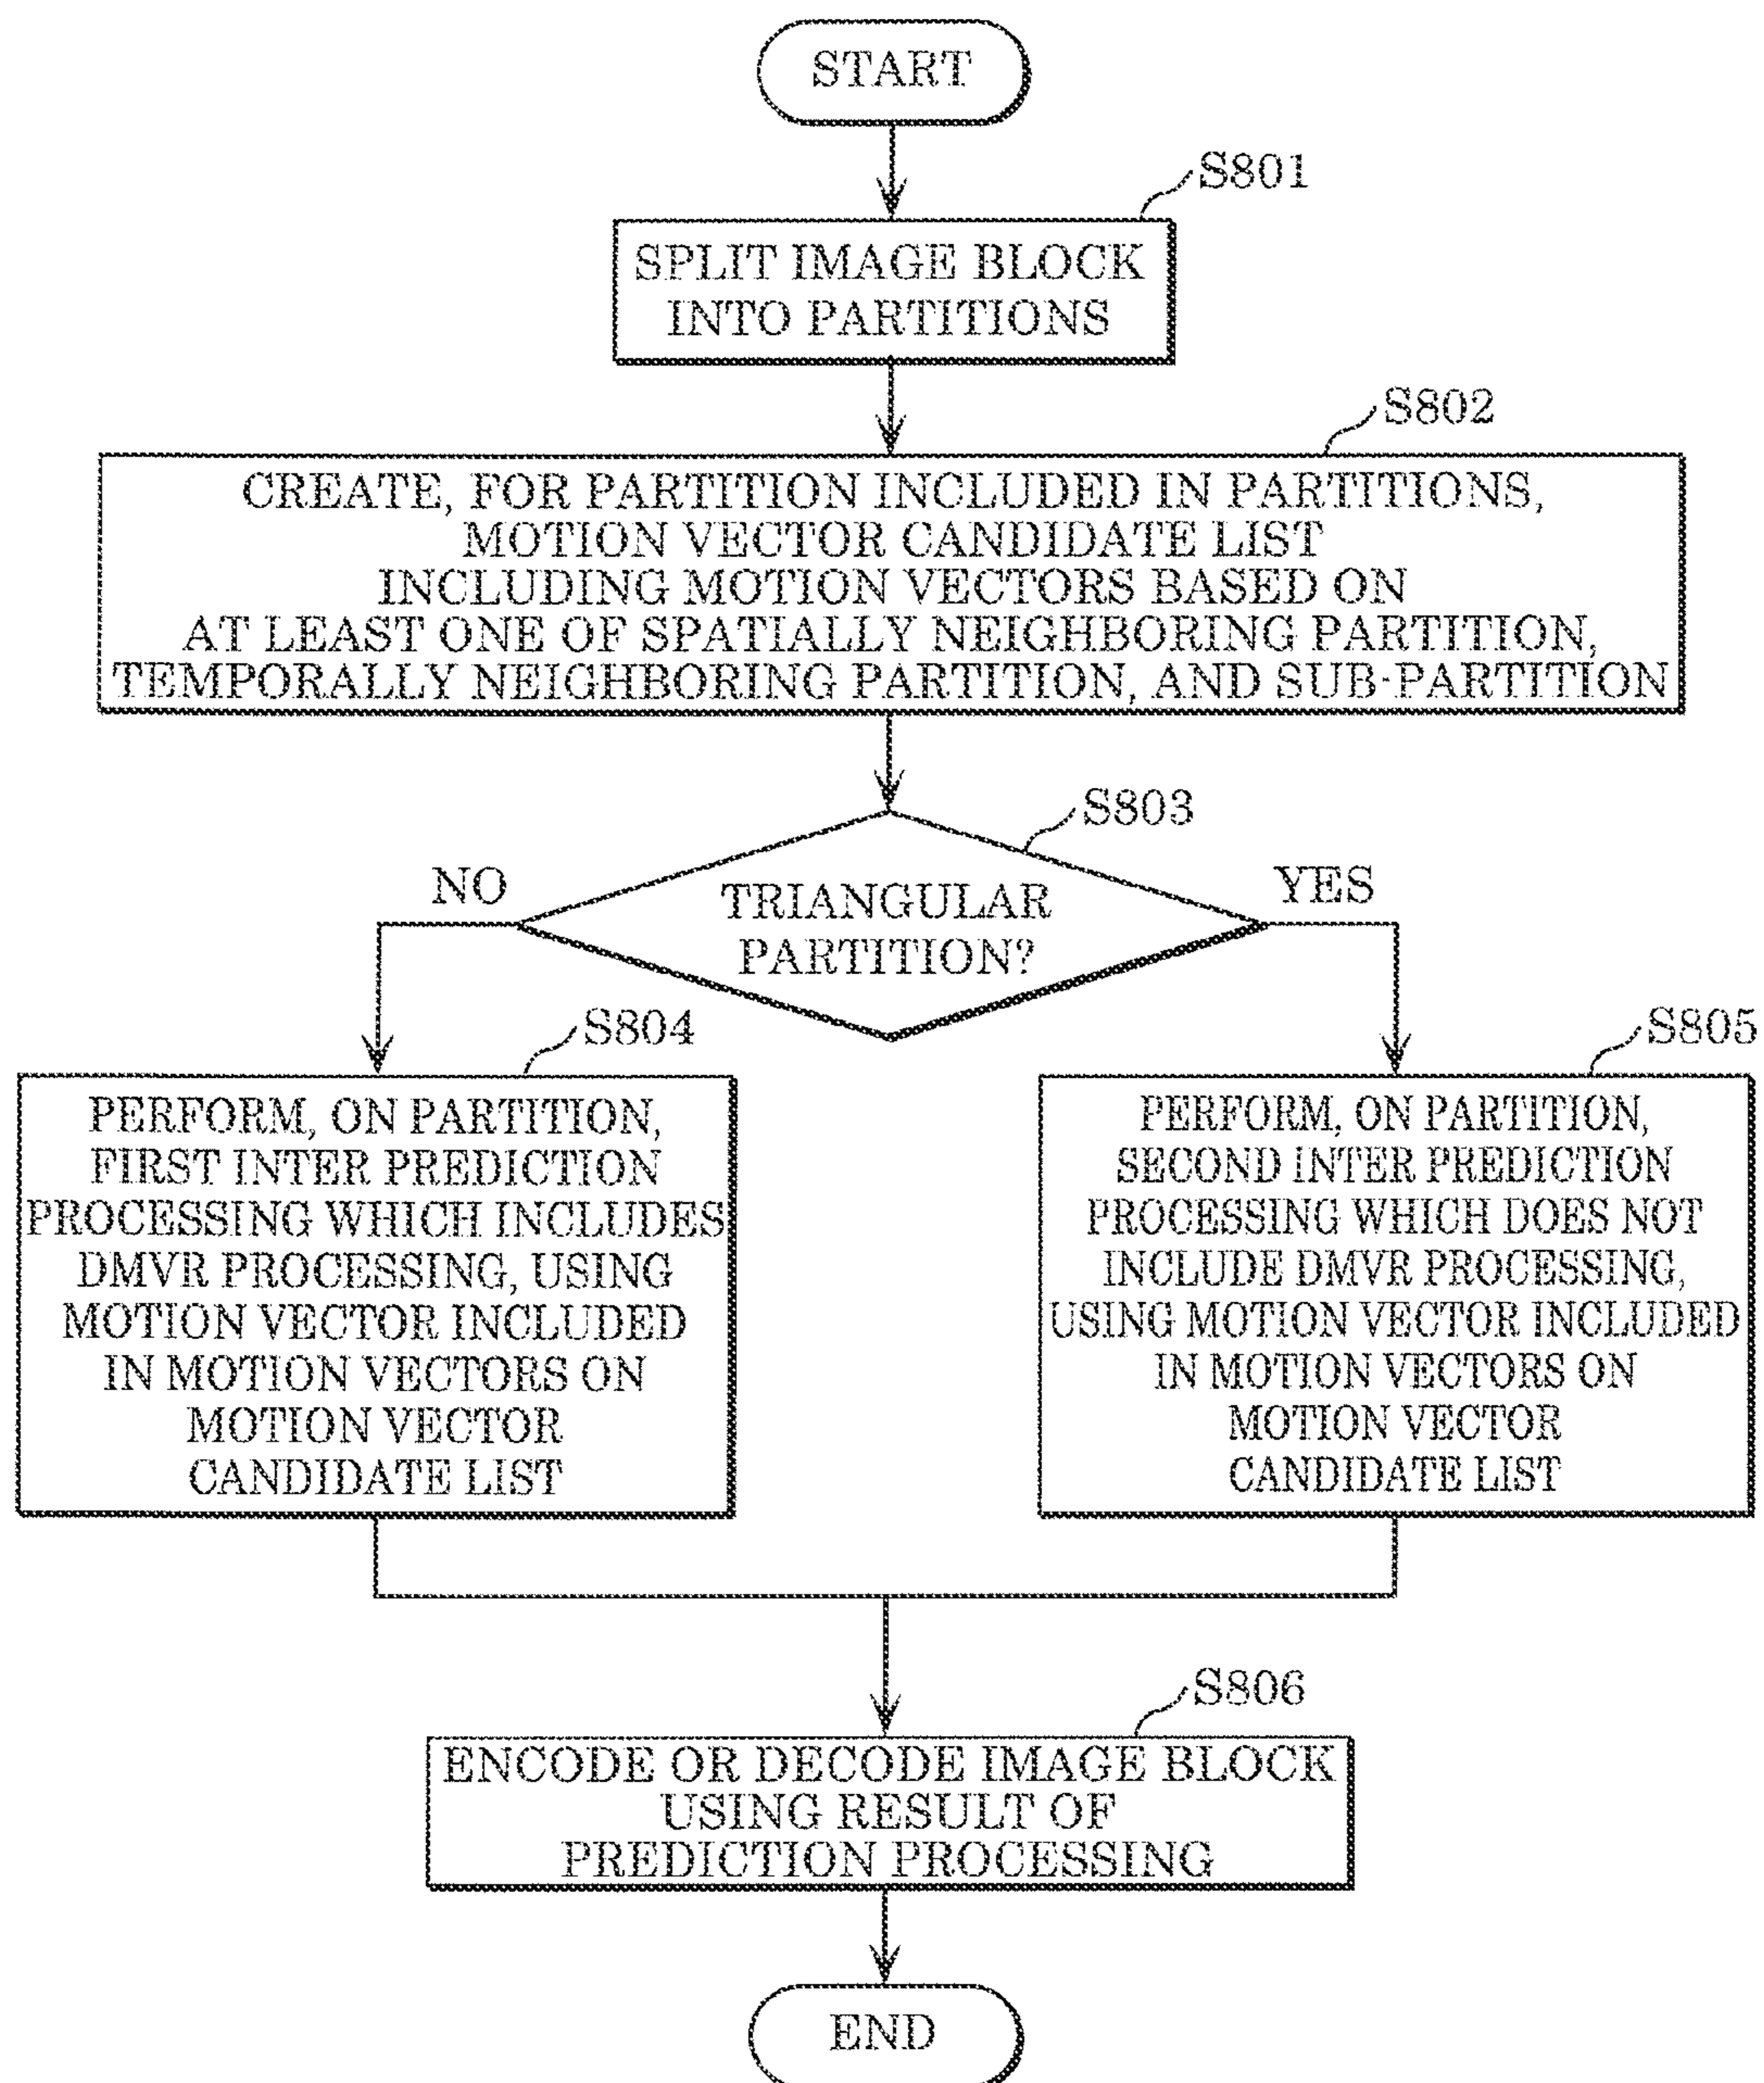 START
S801
SPLIT IMAGE BLOCK
INTO PARTITIONS
S802
CREATE, FOR PARTITION INCLUDED IN PARTITIONS,
MOTION VECTOR CANDIDATE LIST
INCLUDING MOTION VECTORS BASED ON
AT LEAST ONE OF SPATIALLY NEIGHBORING PARTITION,
TEMPORALLY NEIGHBORING PARTITION, AND SUB-PARTITION
S803
NO
YES
TRIANGULAR
PARTITION?
S804
PERFORM, ON PARTITION,
FIRST INTER PREDICTION
PROCESSING WHICH INCLUDES
DMVR PROCESSING, USING
MOTION VECTOR INCLUDED
IN MOTION VECTORS ON
MOTION VECTOR
CANDIDATE LIST
S805
PERFORM, ON PARTITION,
SECOND INTER PREDICTION
PROCESSING WHICH DOES NOT
INCLUDE DMVR PROCESSING,
USING MOTION VECTOR INCLUDED
IN MOTION VECTORS ON
MOTION VECTOR
CANDIDATE LIST
S806
ENCODE OR DECODE IMAGE BLOCK
USING RESULT OF
PREDICTION PROCESSING
END